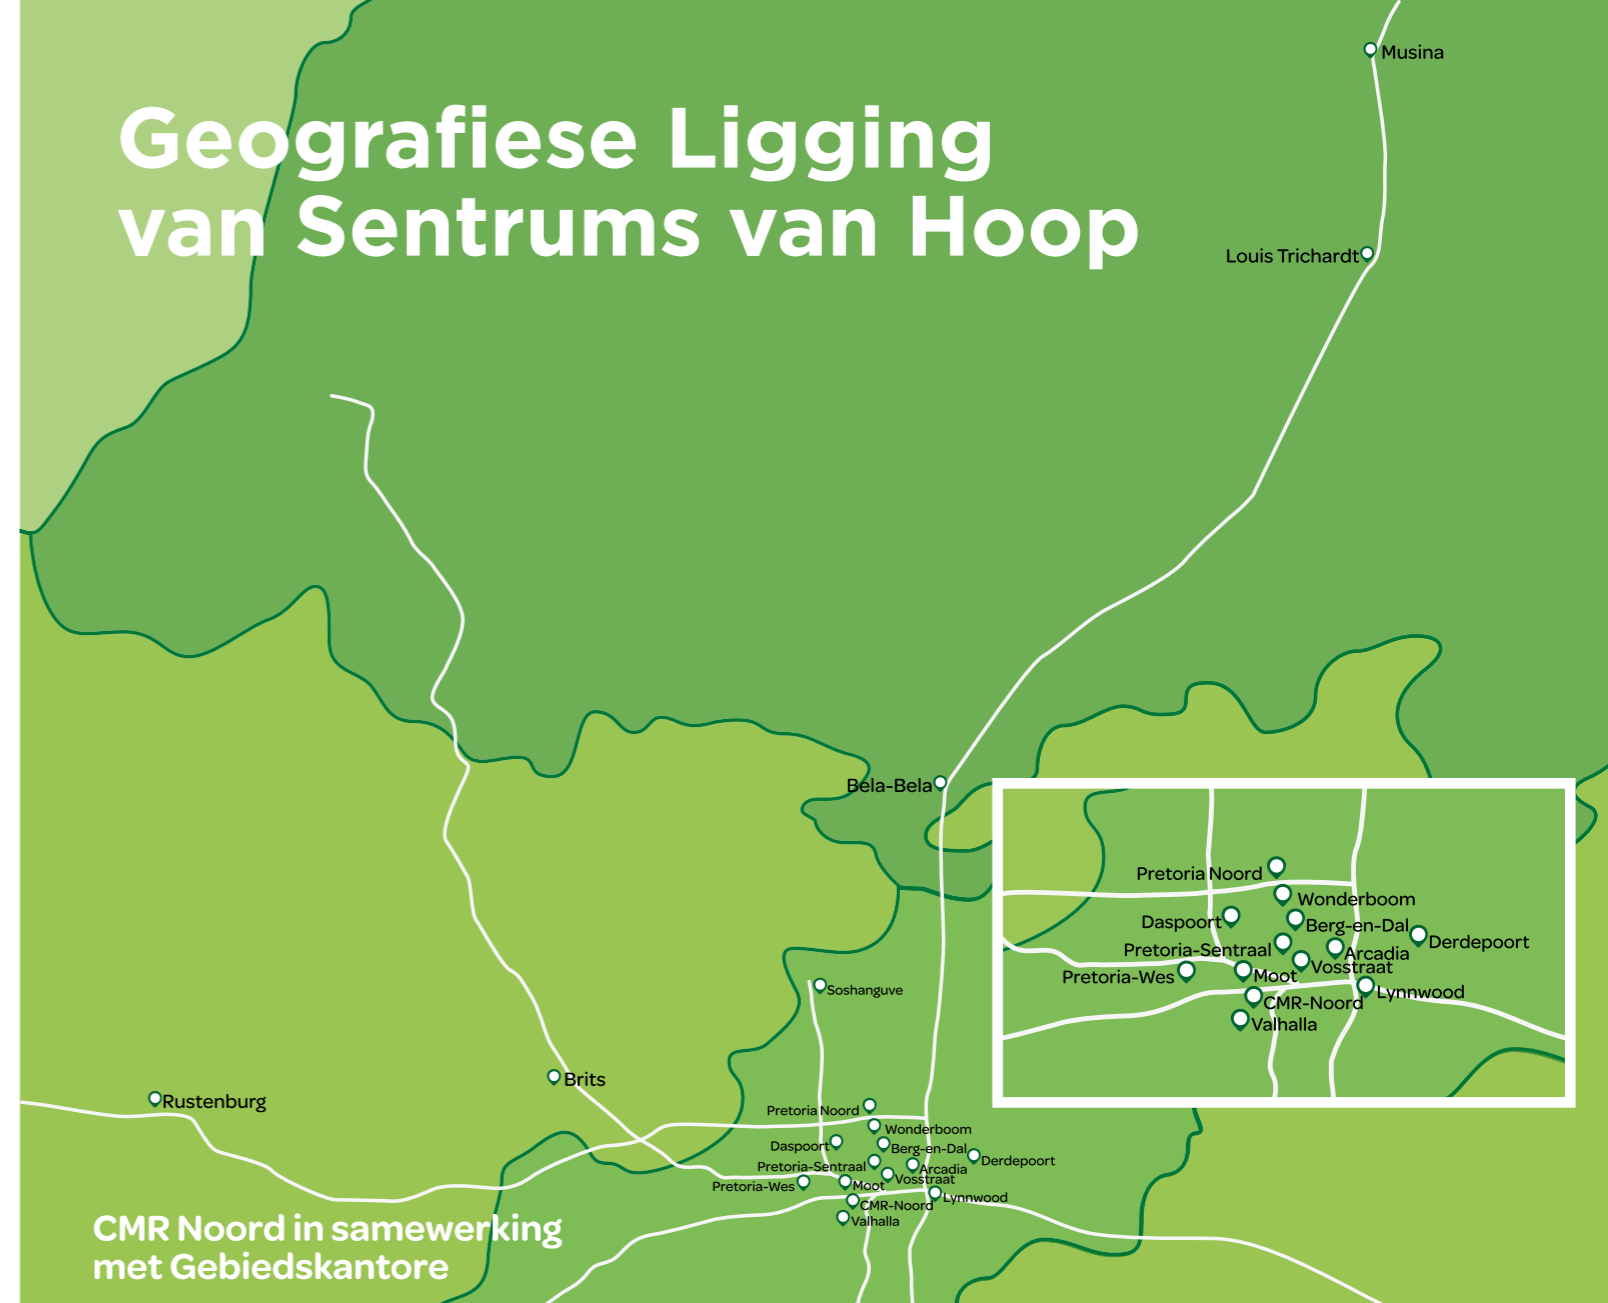 Musina
Geografiese Ligging
van Sentrums van Hoop
Louis Trichardt
Bela-Bela
Pretoria Noord
Wonderboom
Daspoort
Berg-en-Dal
Derdepoort
Pretoria-Sentraal
Arcadia
Vosstraat
Pretoria-Wes
Moot
Lynnwood
CMR-Noord
Valhalla
Soshanguve
Brits
Rustenburg
Pretoria Noord
Wonderboom
Daspoort
Berg-en-Dal
Derdepoort
Pretoria-Sentraal
Arcadia
Vosstraat
Pretoria-Wes
Moot
Lynnwood
CMR-Noord
Valhalla
CMR Noord in samewerking
met Gebiedskantore